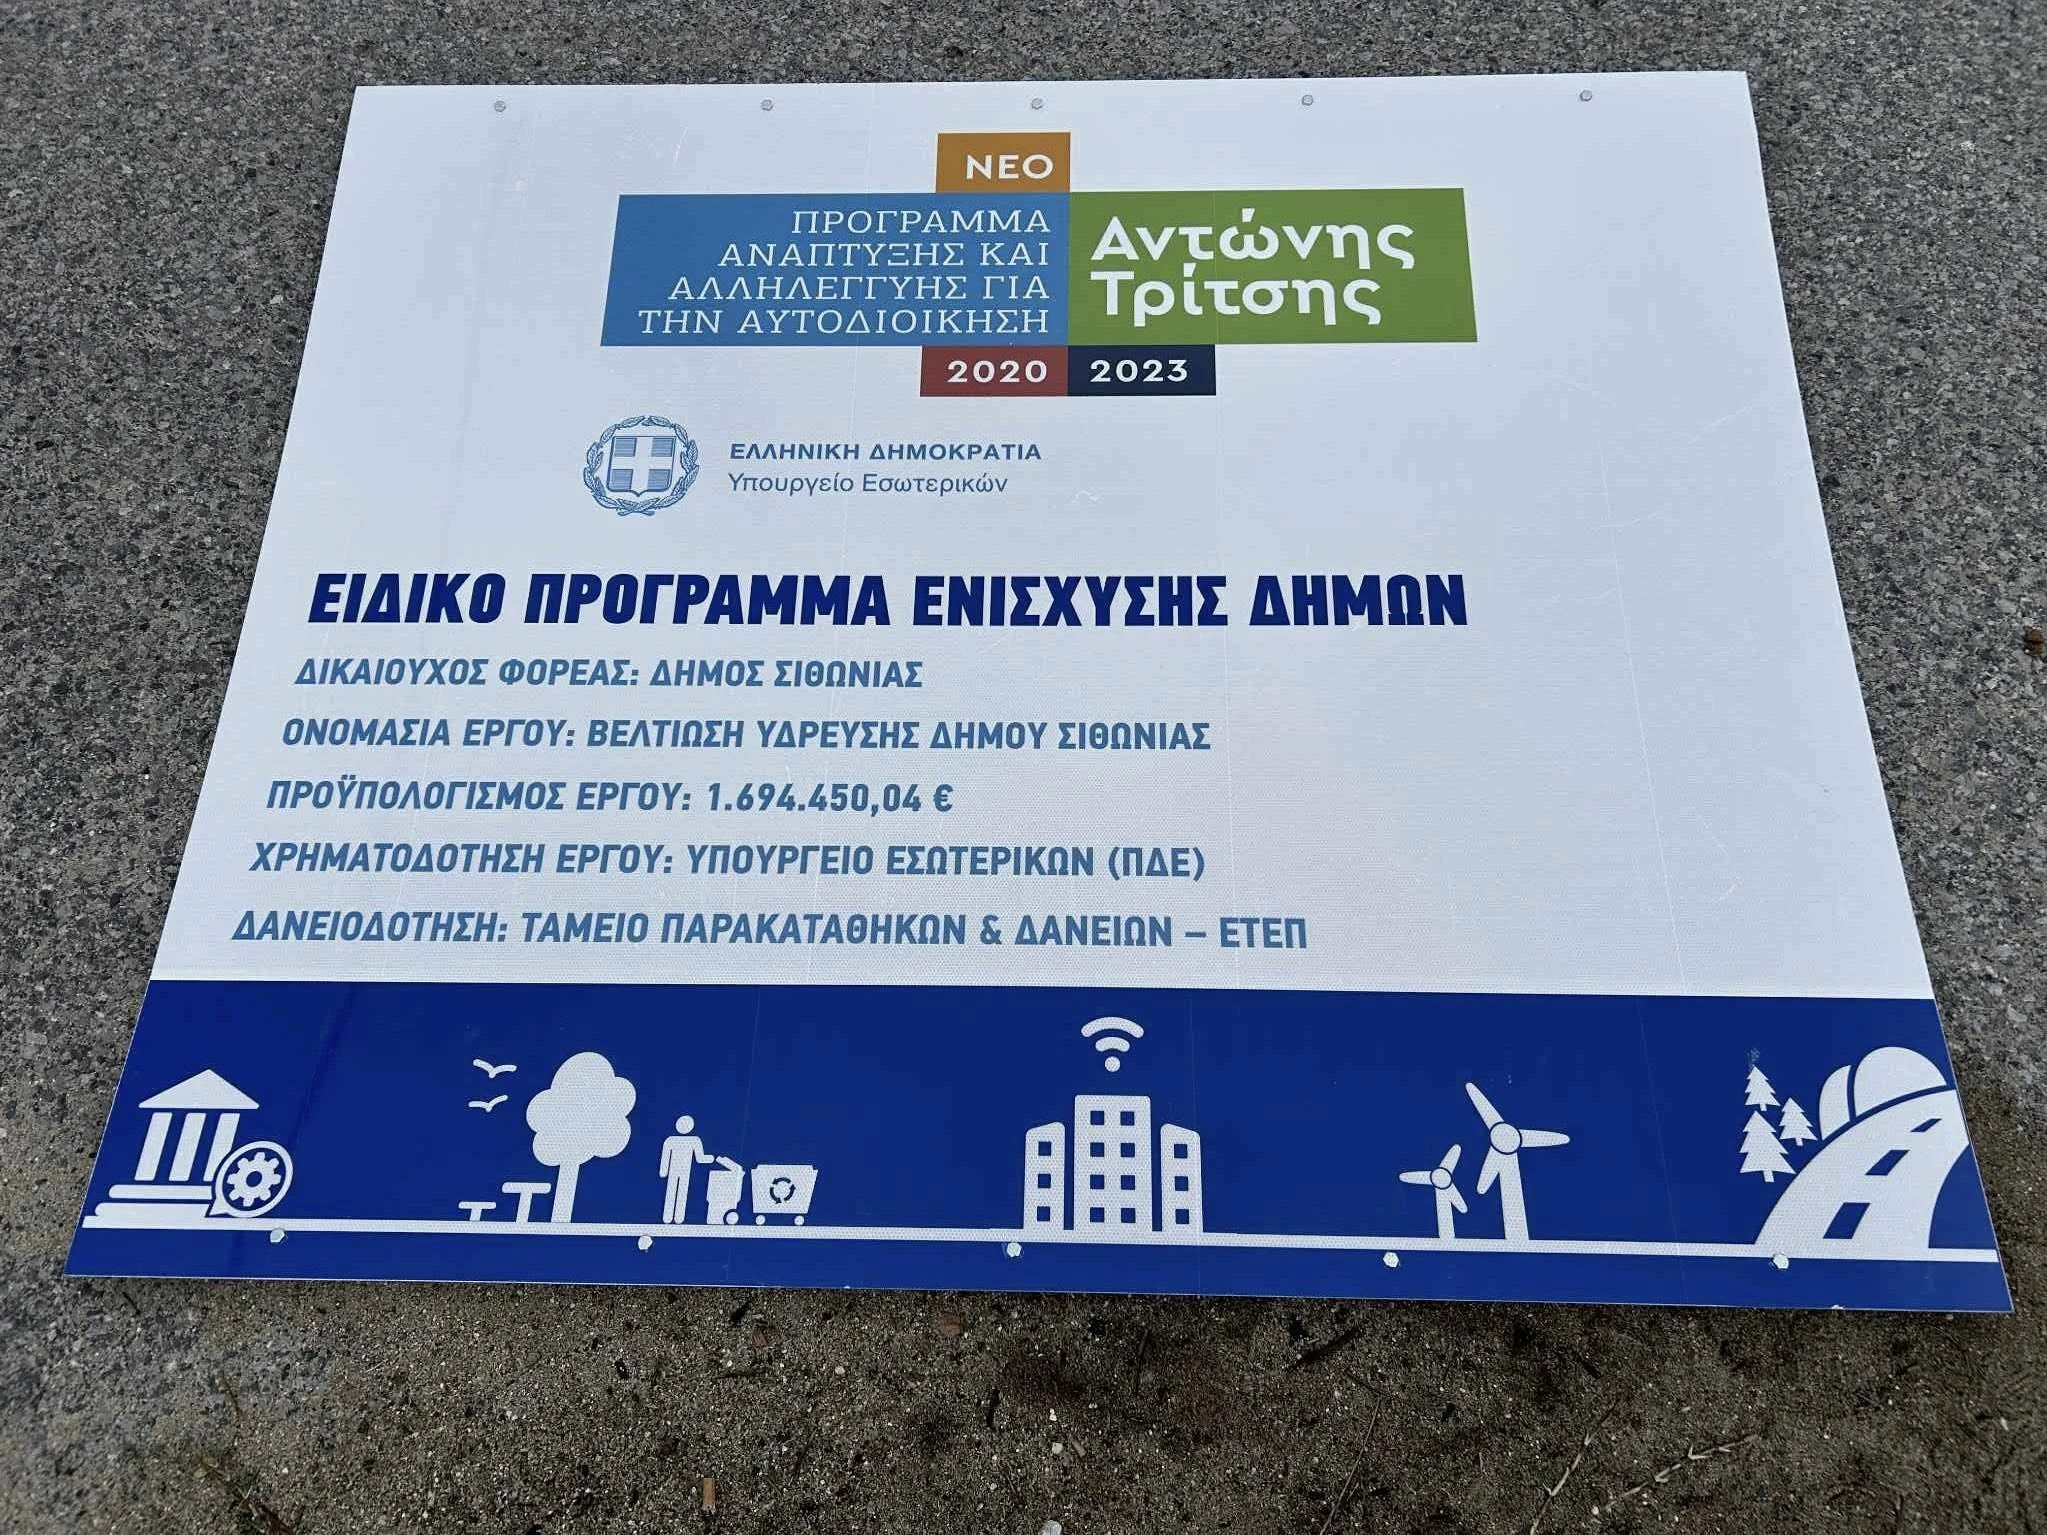 ΝΕΟ
ΠΡΟΓΡΑΜΜΑ
ΑΝΑΠΤΥΞΗΣ ΚΑΙ
ΑΛΛΗΛΕΓΓΥΗΣ ΓΙΑ
ΤΗΝ ΑΥΤΟΔΙΟΙΚΗΣΗ
Αντώνης
Τρίτσης
2020 2023
ΕΛΛΗΝΙΚΗ ΔΗΜΟΚΡΑΤΙΑ
Υπουργείο Εσωτερικών
ΕΙΔΙΚΟ ΠΡΟΓΡΑΜΜΑ ΕΝΙΣΧΥΣΗΣ ΔΗΜΩΝ
ΔΙΚΑΙΟΥΧΟΣ ΦΟΡΕΑΣ: ΔΗΜΟΣ ΣΙΘΩΝΙΑΣ
ΟΝΟΜΑΣΙΑ ΕΡΓΟΥ: ΒΕΛΤΙΩΣΗ ΥΔΡΕΥΣΗΣ ΔΗΜΟΥ ΣΙΘΩΝΙΑΣ
ΠΡΟΫΠΟΛΟΓΙΣΜΟΣ ΕΡΓΟΥ: 1.694.450,04 €
ΧΡΗΜΑΤΟΔΟΤΗΣΗ ΕΡΓΟΥ: ΥΠΟΥΡΓΕΙΟ ΕΣΩΤΕΡΙΚΩΝ (ΠΔΕ)
ΔΑΝΕΙΟΔΟΤΗΣΗ: ΤΑΜΕΙΟ ΠΑΡΑΚΑΤΑΘΗΚΩΝ & ΔΑΝΕΙΩΝ – ΕΤΕΠ